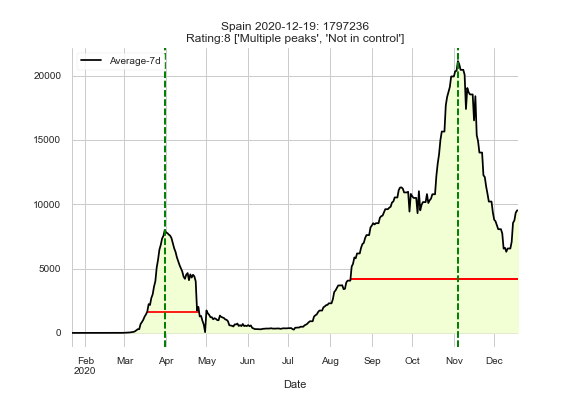 Spain 2020-12-19: 1797236
Rating:8 ['Multiple peaks', 'Not in control']
Average-7d
20000
15000
10000
5000
0
Feb Mar Apr May Jun Jul Aug Sep Oct Nov Dec
2020
Date